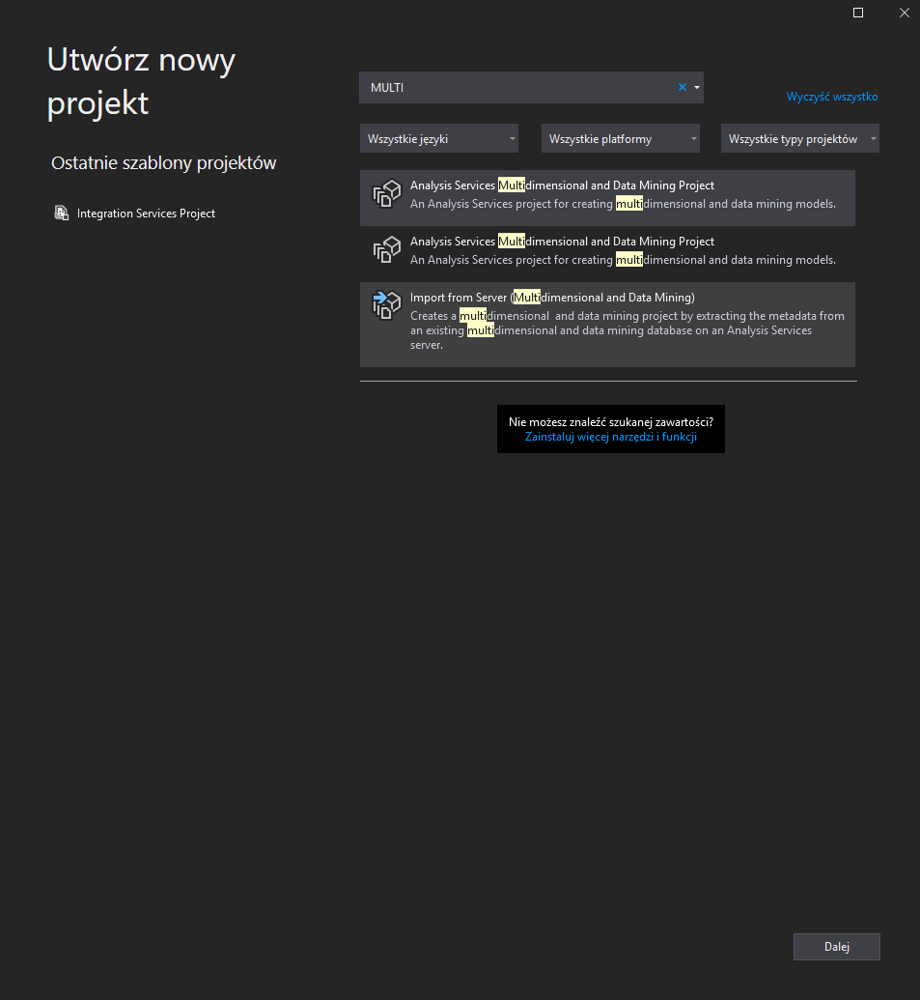 Utwórz nowy
projekt
Ostatnie szablony projektów
Integration Services Project
MULTI
Wyczyść wszystko
Wszystkie języki
Wszystkie platformy
Wszystkie typy projektów
Analysis Services Multidimensional and Data Mining Project
An Analysis Services project for creating multidimensional and data mining models.
Analysis Services Multidimensional and Data Mining Project
An Analysis Services project for creating multidimensional and data mining models.
Import from Server (Multidimensional and Data Mining)
Creates a multidimensional and data mining project by extracting the metadata from
an existing multidimensional and data mining database on an Analysis Services
server.
Nie możesz znaleźć szukanej zawartości?
Zainstaluj więcej narzędzi i funkcji
Dalej